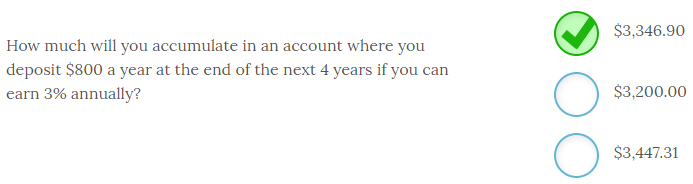 How much will you accumulate in an account where you
deposit $800 a year at the end of the next 4 years if you can
earn 3% annually?
$3,346.90
$3,200.00
$3,447.31